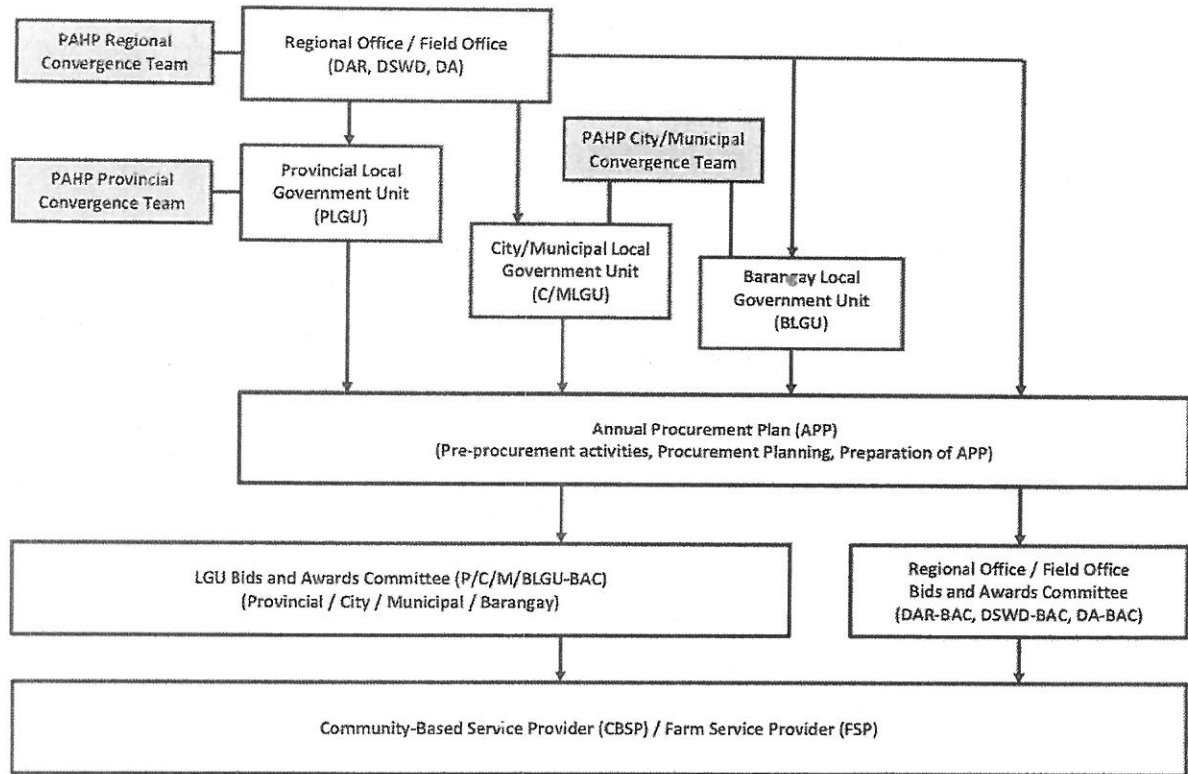 PAHP Regional
Convergence Team
Regional Office / Field Office
(DAR, DSWD, DA)
PAHP City/Municipal
Convergence Team
PAHP Provincial
Convergence Team
Provincial Local
Government Unit
(PLGU)
City/Municipal Local
Government Unit
(C/MLGU)
Barangay Local
Government Unit
(BLGU)
Annual Procurement Plan (APP)
(Pre-procurement activities, Procurement Planning, Preparation of APP)
LGU Bids and Awards Committee (P/C/M/BLGU-BAC)
(Provincial / City / Municipal / Barangay)
Regional Office / Field Office
Bids and Awards Committee
(DAR-BAC, DSWD-BAC, DA-BAC)
Community-Based Service Provider (CBSP) / Farm Service Provider (FSP)